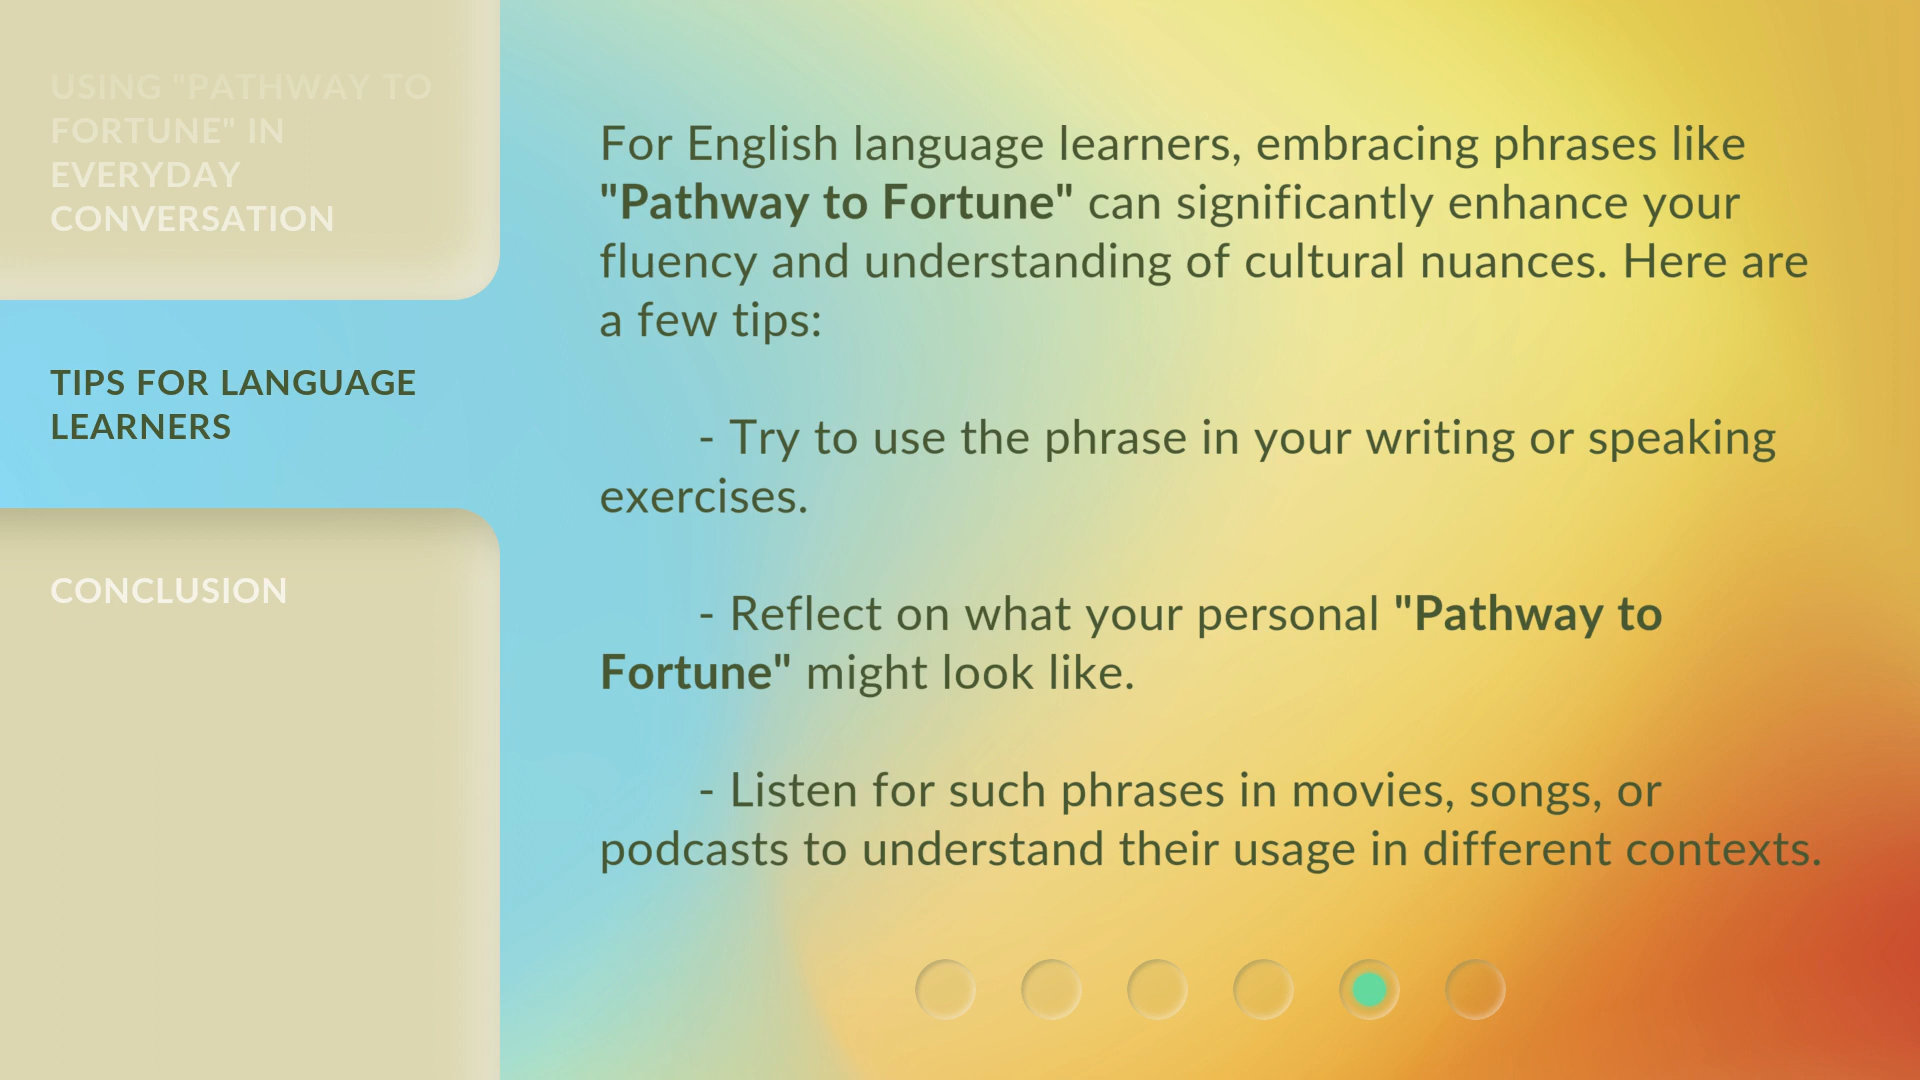 USING "PATHWAY TO
FORTUNE" IN
EVERYDAY
CONVERSATION
TIPS FOR LANGUAGE
LEARNERS
CONCLUSION
For English language learners, embracing phrases like
"Pathway to Fortune" can significantly enhance your
fluency and understanding of cultural nuances. Here are
a few tips:
- Try to use the phrase in your writing or speaking
exercises.
- Reflect on what your personal "Pathway to
Fortune" might look like.
- Listen for such phrases in movies, songs, or
podcasts to understand their usage in different contexts.